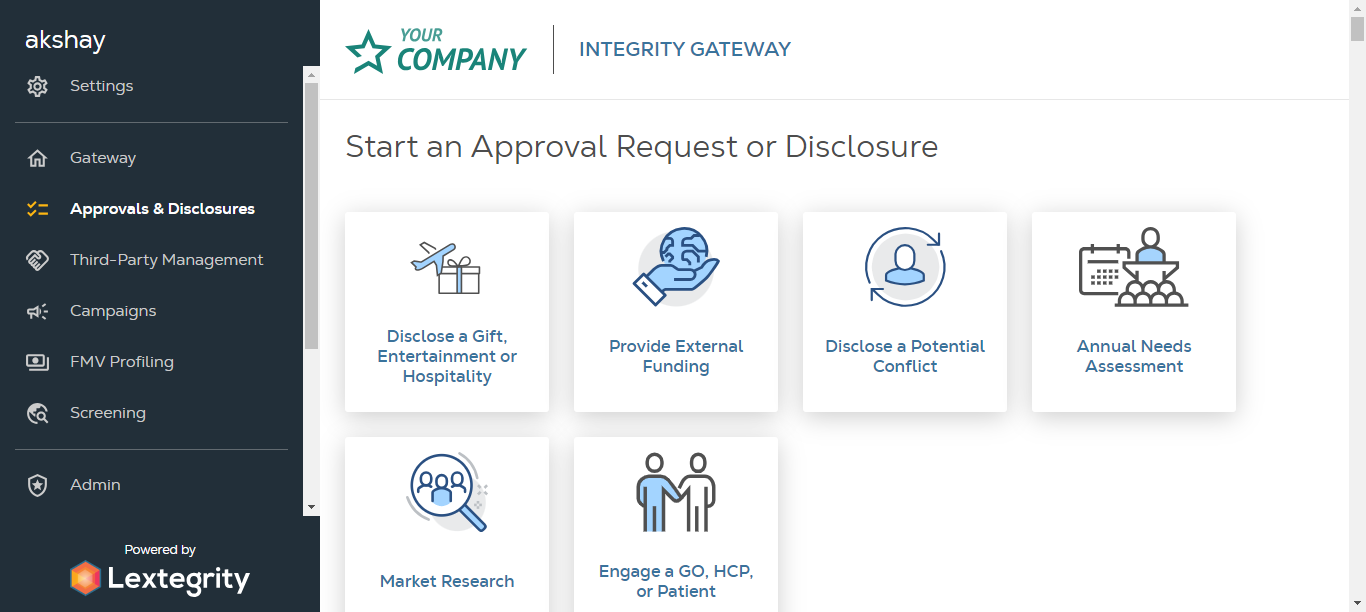 akshay
Settings
Gateway
Approvals & Disclosures
Third-Party Management
Campaigns
FMV Profiling
Screening
Admin
Powered by
Lextegrity
YOUR
COMPANY
INTEGRITY GATEWAY
Start an Approval Request or Disclosure
Disclose a Gift,
Entertainment or
Hospitality
Provide External
Funding
Disclose a Potential
Conflict
Annual Needs
Assessment
Market Research
Engage a GO, HCP,
or Patient